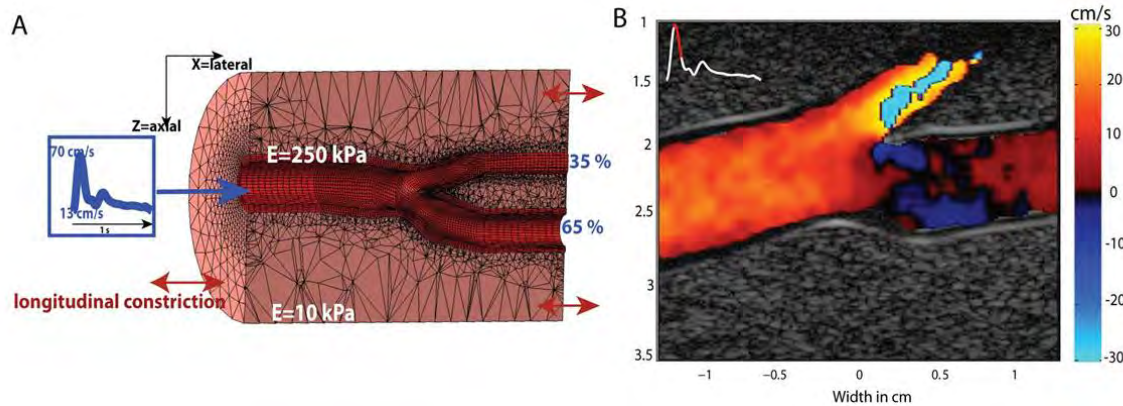 A
X=lateral
Z=axial
70 cm/s
13 cm/s
1 s
E=250 kPa
35 %
65 %
longitudinal constriction
E=10 kPa
B
cm/s
1
1.5
2
2.5
3
3.5
−1
−0.5
0
0.5
1
Width in cm
30
20
10
0
-10
-20
-30